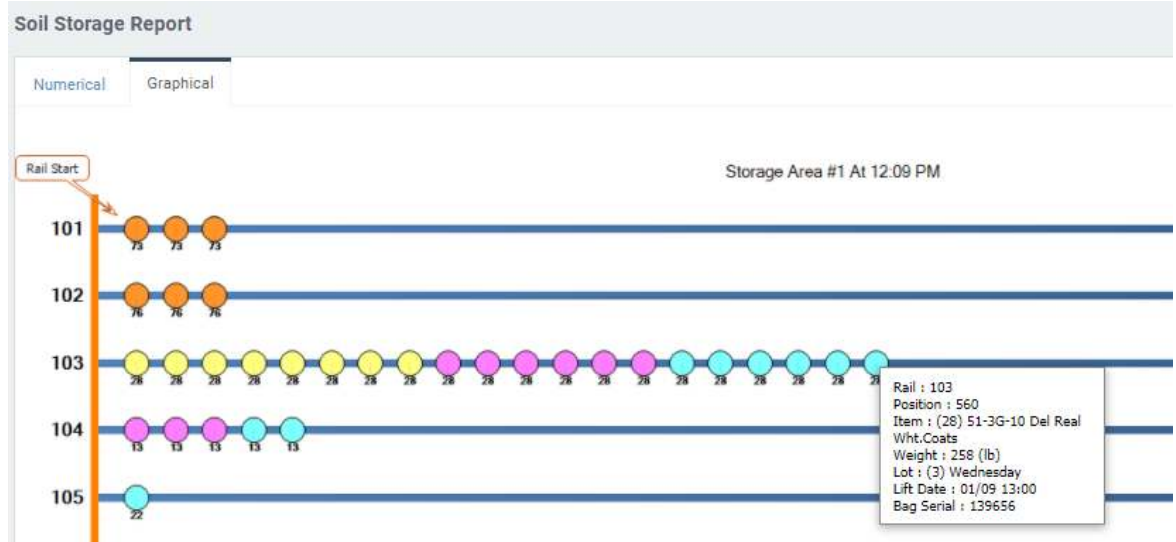 Soil Storage Report
Numerical Graphical
Rail Start
Storage Area #1 At 12:09 PM
101
73 73 73
102
76 76 76
103
28 28 28 28 28 28 28 28 28 28 28 28 28 28 28 28 28 28 28 28
Rail : 103
Position : 560
Item : (28) 51-3G-10 Del Real
Wht.Coats
Weight : 258 (lb)
Lot : (3) Wednesday
Lift Date : 01/09 13:00
Bag Serial : 139656
104
13 13 13 13 13
105
22